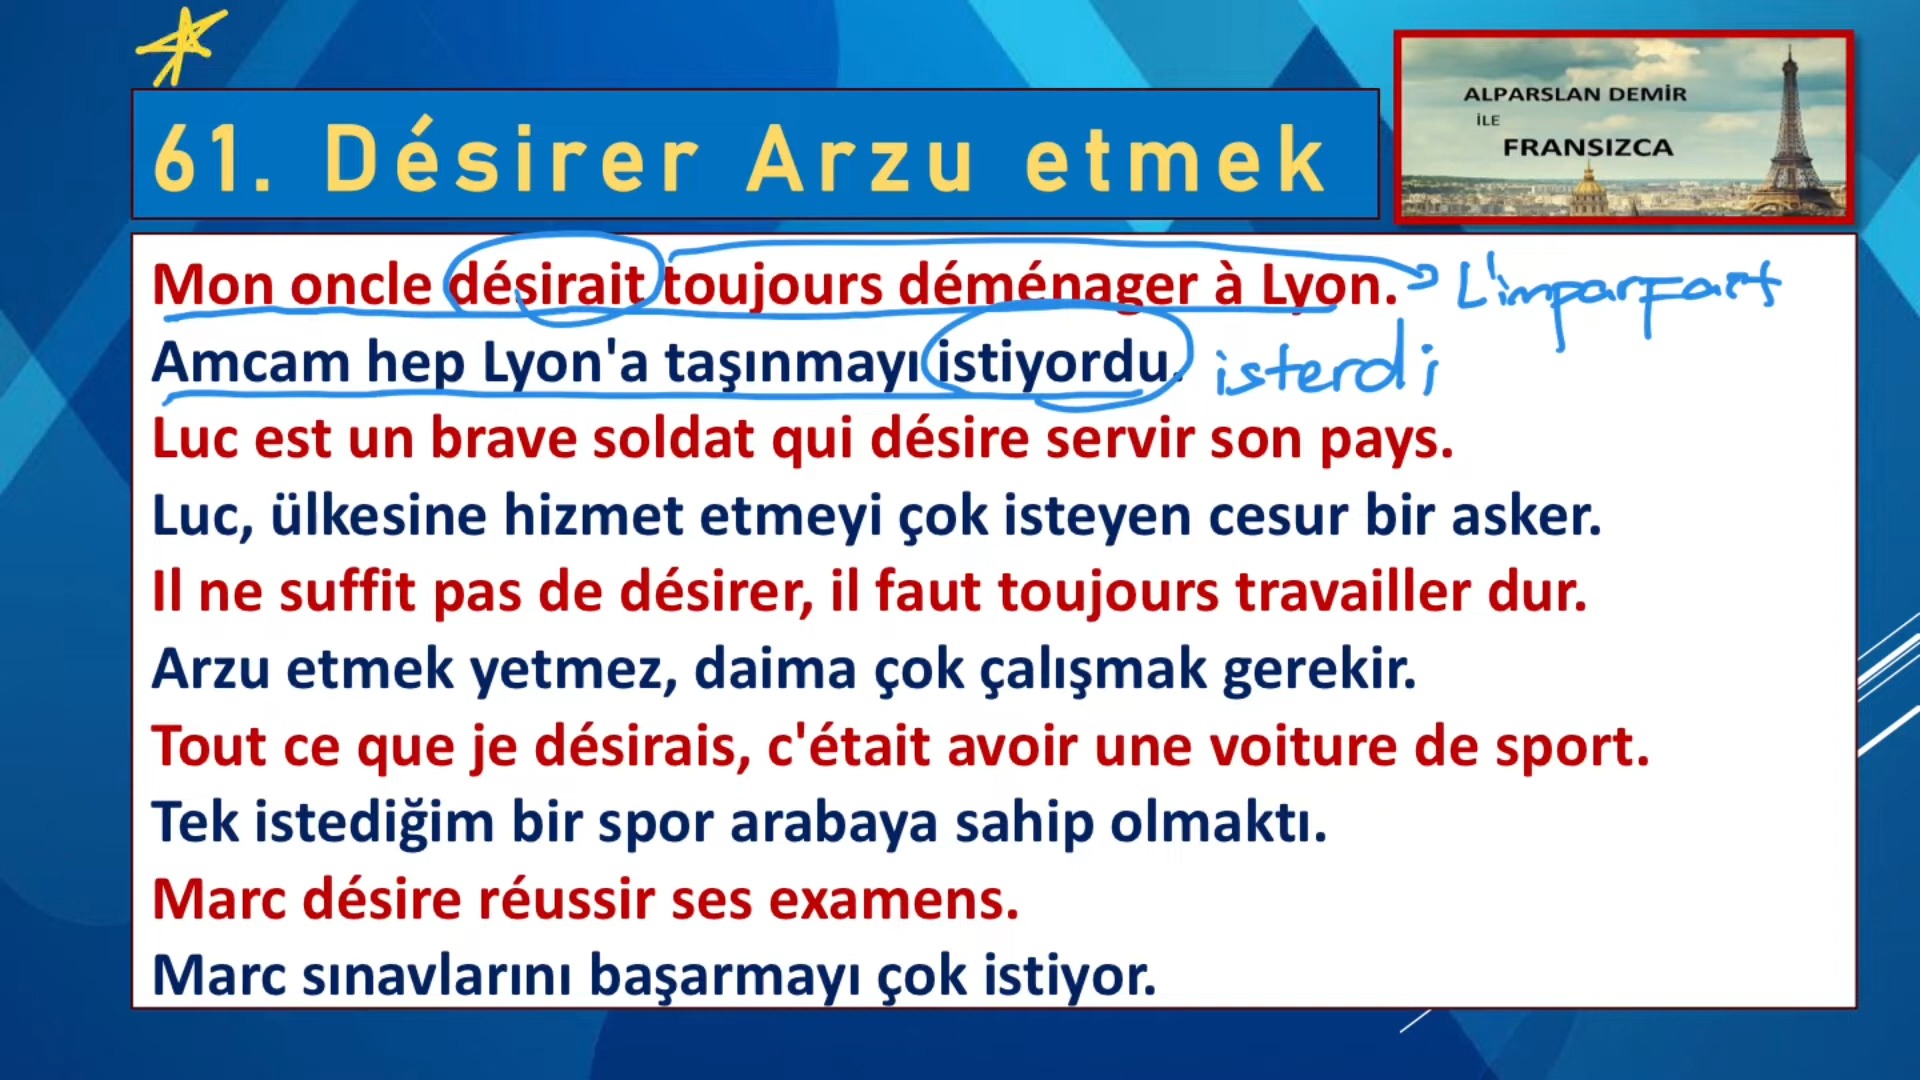 61. Désirer Arzu etmek
ALPARSLAN DEMİR
İLE
FRANSIZCA
Mon oncle désirait toujours déménager à Lyon. L'imparfait
Amcam hep Lyon'a taşınmayı istiyordu. isterdi
Luc est un brave soldat qui désire servir son pays.
Luc, ülkesine hizmet etmeyi çok isteyen cesur bir asker.
Il ne suffit pas de désirer, il faut toujours travailler dur.
Arzu etmek yetmez, daima çok çalışmak gerekir.
Tout ce que je désirais, c'était avoir une voiture de sport.
Tek istediğim bir spor arabaya sahip olmaktı.
Marc désire réussir ses examens.
Marc sınavlarını başarmayı çok istiyor.